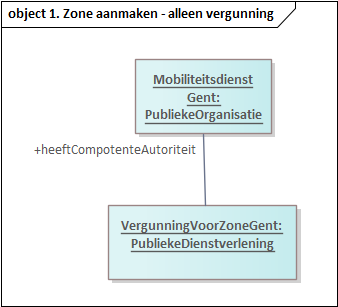 object 1. Zone aanmaken - alleen vergunning
Mobiliteitsdienst
Gent:
PubliekeOrganisatie
+heeftCompotenteAutoriteit
VergunningVoorZoneGent:
PubliekeDienstverlening